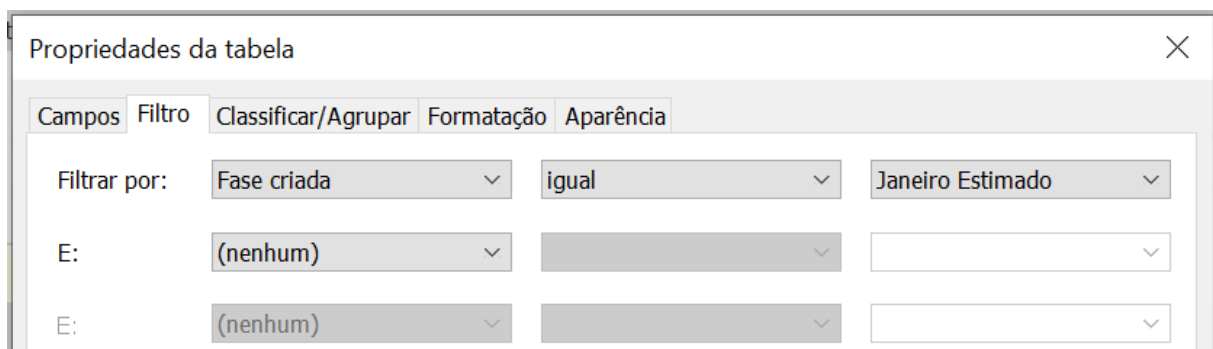 Propriedades da tabela
Campos Filtro Classificar/Agrupar Formatação Aparência
Filtrar por: Fase criada igual Janeiro Estimado
E: (nenhum)
E: (nenhum)